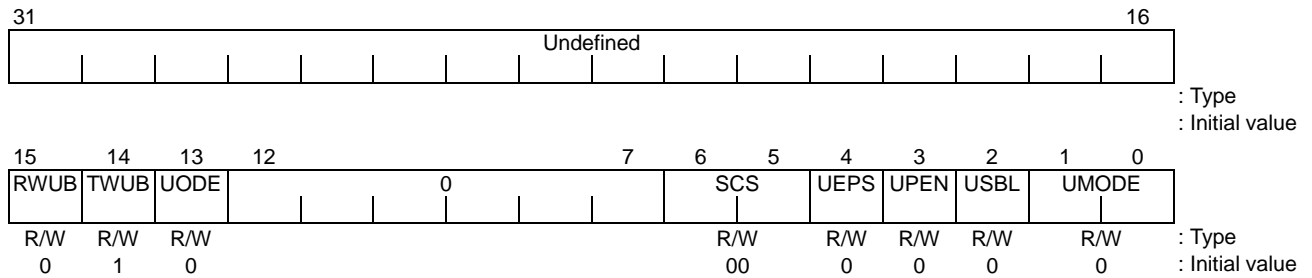 31 16
Undefined
: Type
: Initial value
15 14 13 12 7 6 5 4 3 2 1 0
RWUB TWUB UODE 0 SCS UEPS UPEN USBL UMODE
R/W R/W R/W R/W R/W R/W R/W R/W : Type
0 1 0 00 0 0 0 0 : Initial value